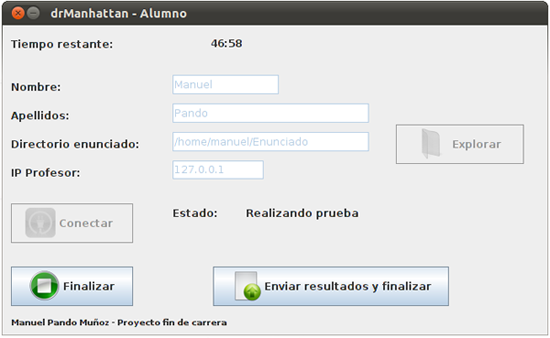 drManhattan - Alumno
Tiempo restante: 46:58
Nombre: Manuel
Apellidos: Pando
Directorio enunciado: /home/manuel/Enunciado
Explorar
IP Profesor: 127.0.0.1
Conectar
Estado: Realizando prueba
Finalizar
Enviar resultados y finalizar
Manuel Pando Muñoz - Proyecto fin de carrera